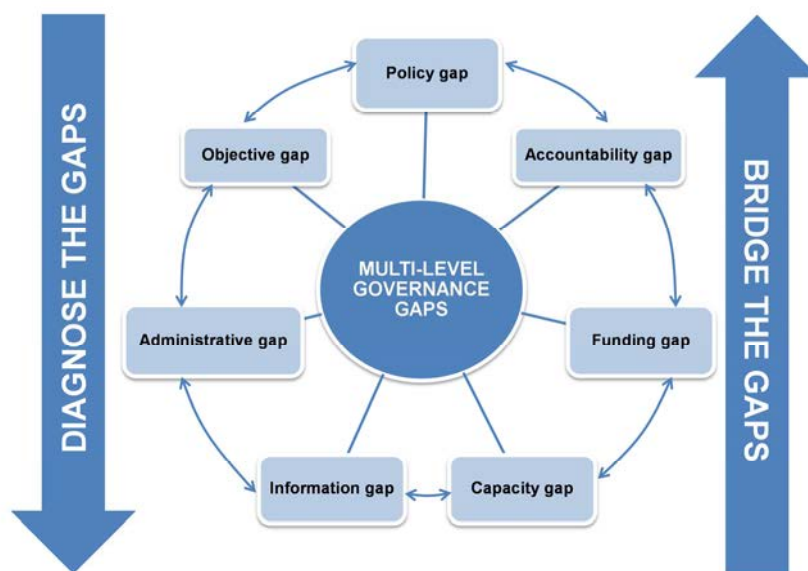 DIAGNOSE THE GAPS
Policy gap
Objective gap
Accountability gap
MULTI-LEVEL
GOVERNANCE
GAPS
Administrative gap
Funding gap
Information gap
Capacity gap
BRIDGE THE GAPS